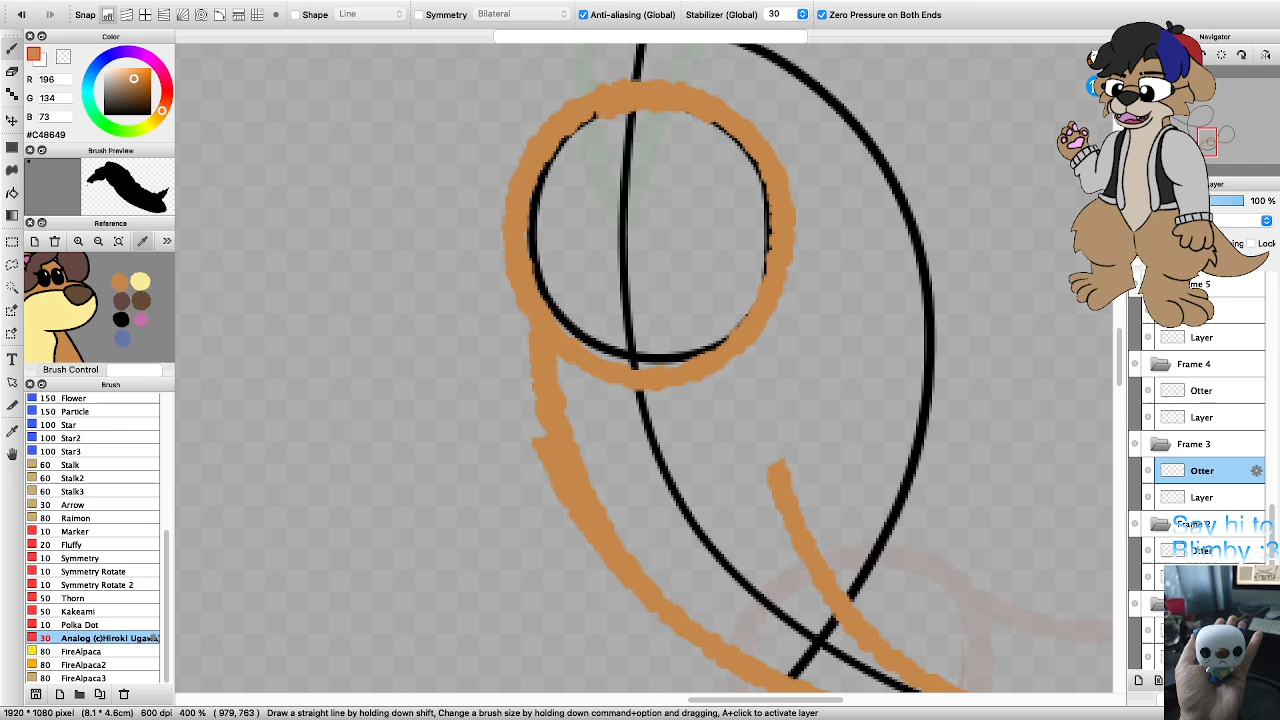 Snap
Shape
Line
Symmetry
Bilateral
Anti-aliasing (Global)
Stabilizer (Global)
30
Zero Pressure on Both Ends
Color
R 196
G 134
B 73
#C48649
Brush Preview
Reference
Brush Control
Brush
150 Flower
150 Particle
100 Star
100 Star2
100 Star3
60 Stalk
60 Stalk2
60 Stalk3
30 Arrow
80 Raimon
10 Marker
20 Fluffy
10 Symmetry
10 Symmetry Rotate
10 Symmetry Rotate 2
50 Thorn
50 Kakeami
10 Polka Dot
30 Analog (c)Hiroki Ugawa
80 FireAlpaca
80 FireAlpaca2
80 FireAlpaca3
Navigator
100 %
Lock
Layer
Frame 4
Otter
Layer
Frame 3
Otter
Layer
Say hi to
Blimby :3
1920 * 1080 pixel (8.1 * 4.6cm) 600 dpi 400 % ( 979, 763 ) Draw a straight line by holding down shift, Change a brush size by holding down command+option and dragging, A+click to activate layer